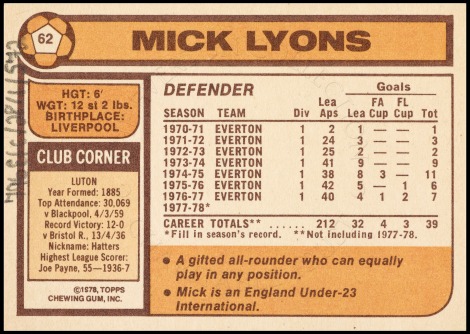 62
MICK LYONS
HGT: 6'
WGT: 12 st 2 lbs.
BIRTHPLACE:
LIVERPOOL
CLUB CORNER
LUTON
Year Formed: 1885
Top Attendance: 30,069
v Blackpool, 4/3/59
Record Victory: 12-0
v Bristol R., 13/4/36
Nickname: Hatters
Highest League Scorer:
Joe Payne, 55—1936-7
©1978, TOPPS
CHEWING GUM, INC.
DEFENDER
Goals
Lea FA FL
SEASON TEAM Div Aps Lea Cup Cup Tot
1970-71 EVERTON 1 2 1 — — 1
1971-72 EVERTON 1 24 3 — — 3
1972-73 EVERTON 1 25 2 — — 2
1973-74 EVERTON 1 41 9 — — 9
1974-75 EVERTON 1 38 8 3 — 11
1975-76 EVERTON 1 42 5 — 1 6
1976-77 EVERTON 1 40 4 1 2 7
1977-78*
CAREER TOTALS** ...... 212 32 4 3 39
*Fill in season's record. **Not including 1977-78.
• A gifted all-rounder who can equally
play in any position.
• Mick is an England Under-23
International.